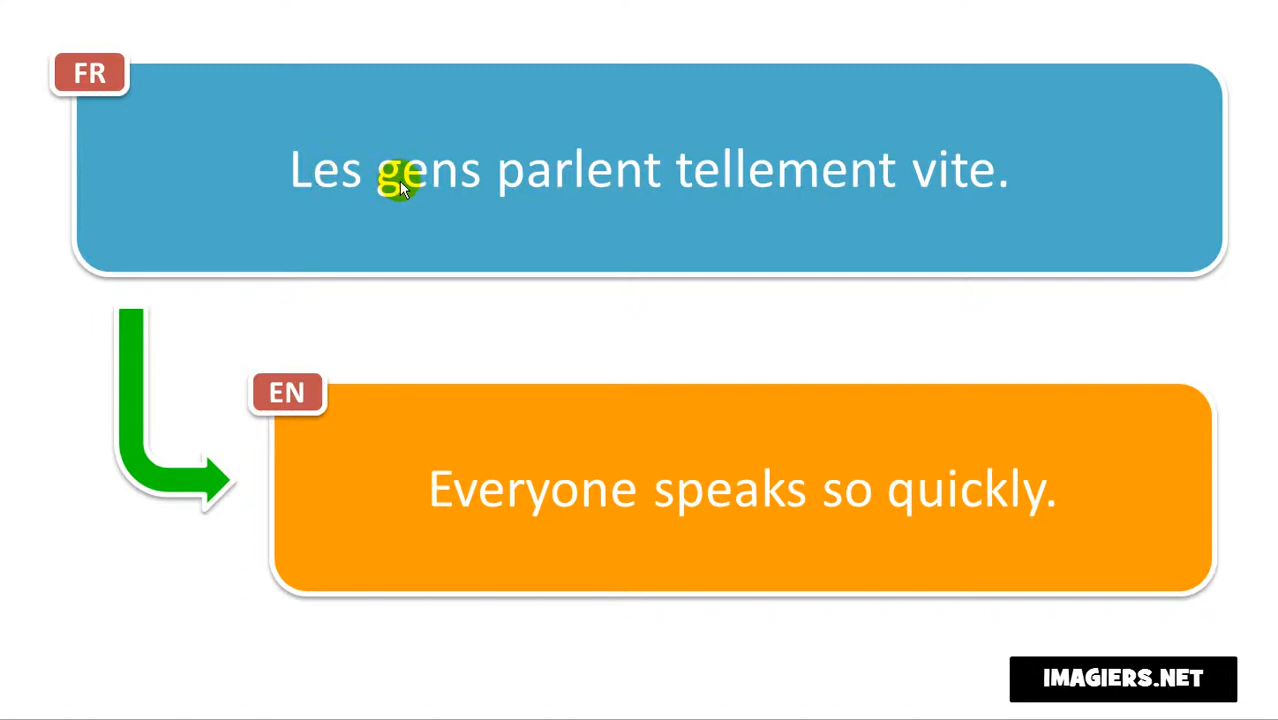 FR
Les gens parlent tellement vite.
EN
Everyone speaks so quickly.
IMAGIERS.NET